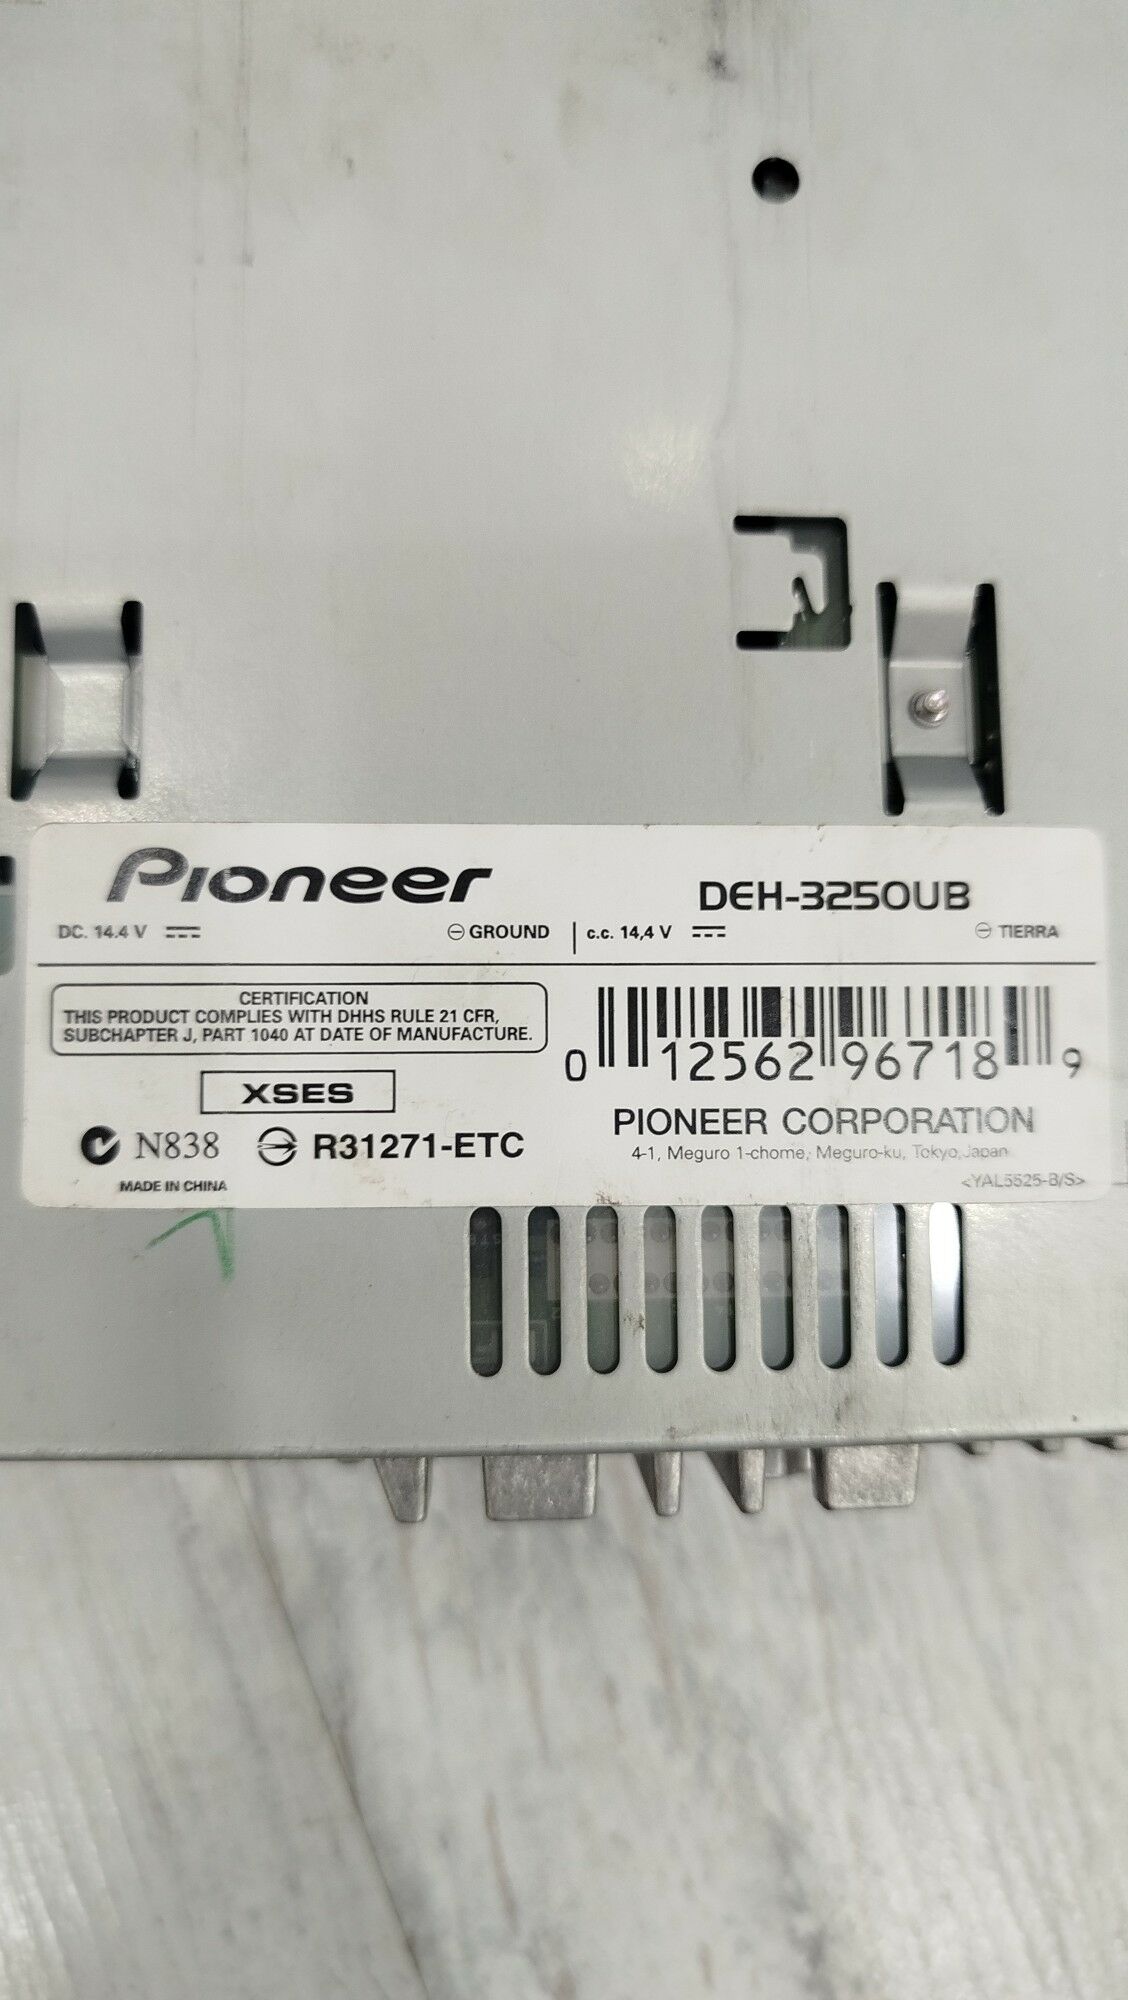 Pioneer DEH-3250UB
DC. 14.4 V GROUND c.c. 14,4 V TIERRA
CERTIFICATION
THIS PRODUCT COMPLIES WITH DHHS RULE 21 CFR,
SUBCHAPTER J, PART 1040 AT DATE OF MANUFACTURE.
XSES
N838 R31271-ETC
MADE IN CHINA
0 12562 96718 9
PIONEER CORPORATION
4-1, Meguro 1-chome, Meguro-ku, Tokyo, Japan
<YAL5525-B/S>